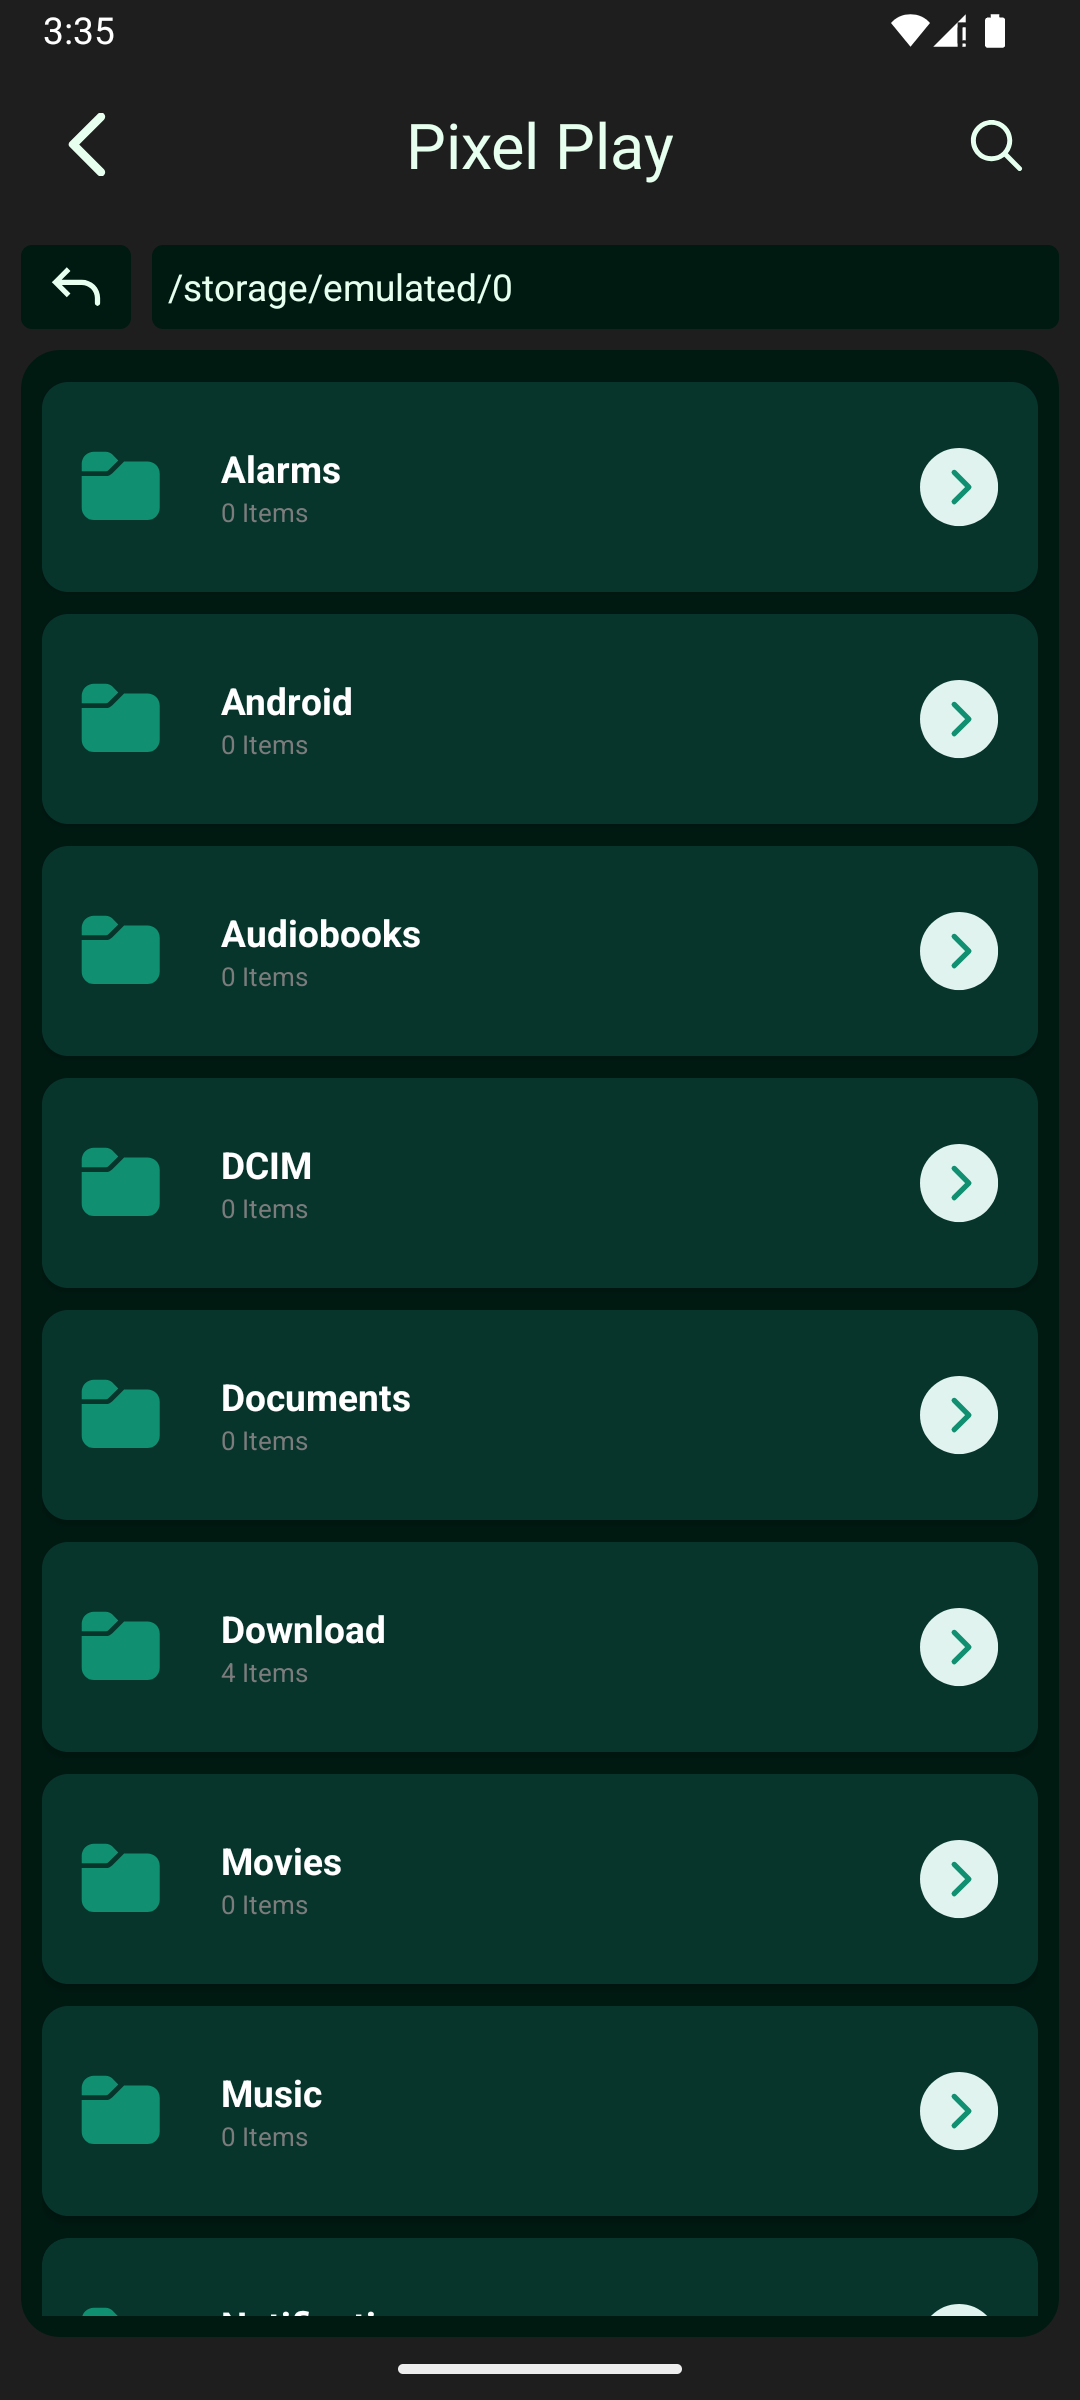 3:35
Pixel Play
/storage/emulated/0
Alarms
0 Items
Android
0 Items
Audiobooks
0 Items
DCIM
0 Items
Documents
0 Items
Download
4 Items
Movies
0 Items
Music
0 Items